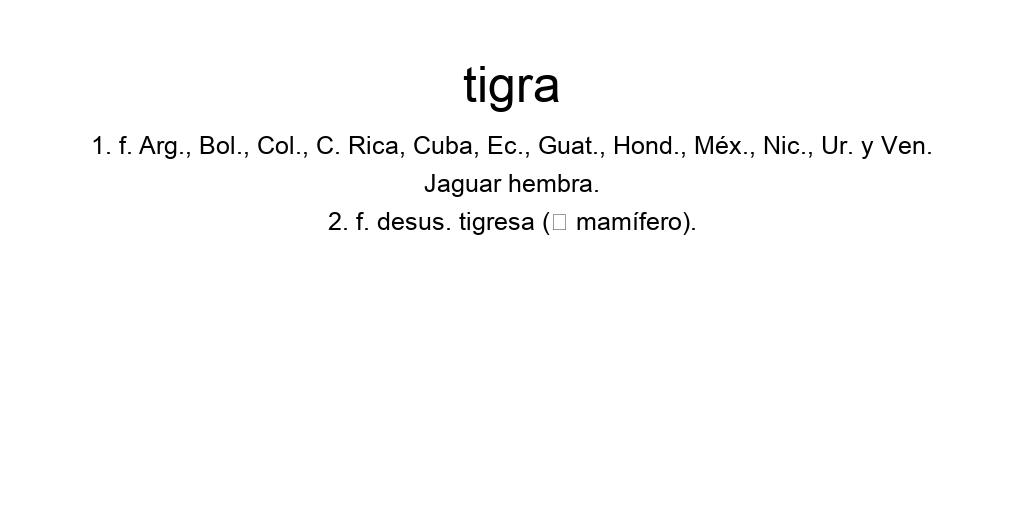 tigra
1. f. Arg., Bol., Col., C. Rica, Cuba, Ec., Guat., Hond., Méx., Nic., Ur. y Ven.
Jaguar hembra.
2. f. desus. tigresa (□ mamífero).